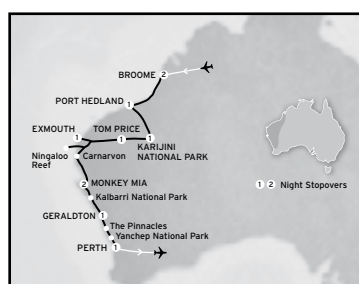 BROOME 2
PORT HEDLAND 1
EXMOUTH
1
TOM PRICE
1
1
KARIJINI
NATIONAL PARK
Ningaloo
Reef
Carnarvon
2 MONKEY MIA
Kalbarri National Park
1 2 Night Stopovers
GERALDTON 1
The Pinnacles
Yanchep National Park
PERTH 1